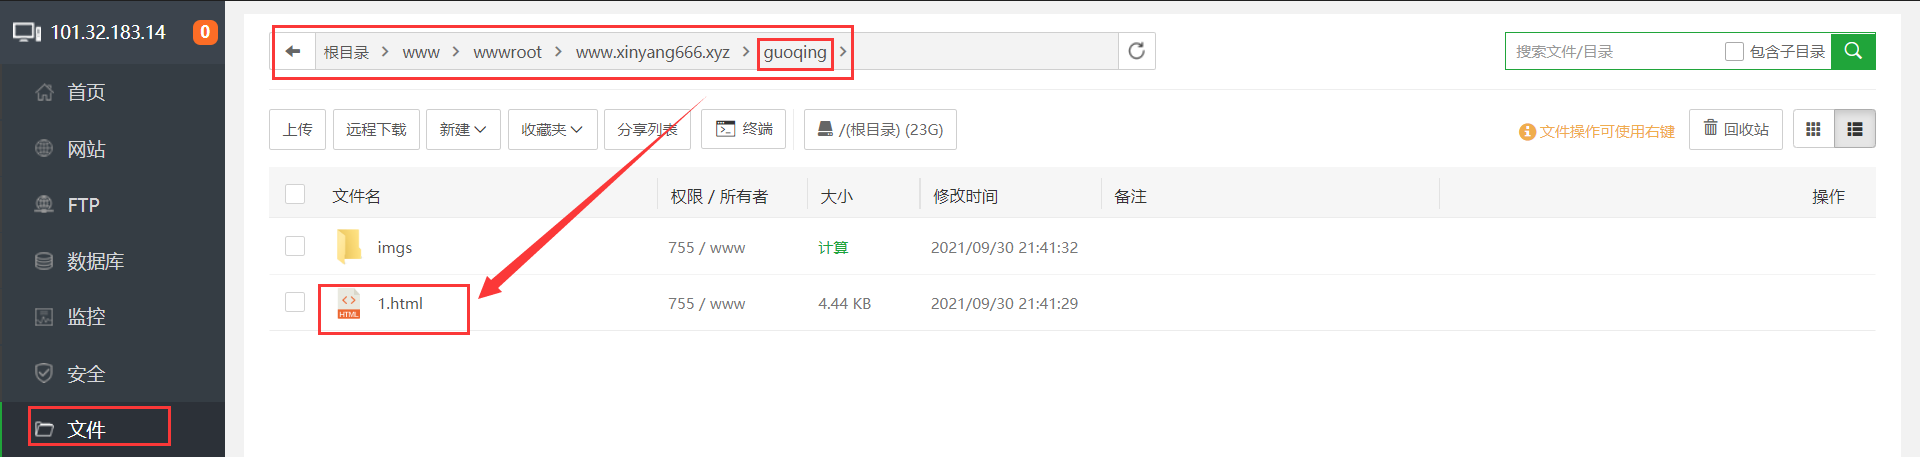 101.32.183.14 0
首页
网站
FTP
数据库
监控
安全
文件
根目录 www wwwroot www.xinyang666.xyz guoqing
搜索文件/目录 包含子目录
上传 远程下载 新建 收藏夹 分享列表 终端 /(根目录) (23G)
文件操作可使用右键 回收站
文件名 权限 / 所有者 大小 修改时间 备注 操作
imgs 755 / www 计算 2021/09/30 21:41:32
HTML 1.html 755 / www 4.44 KB 2021/09/30 21:41:29